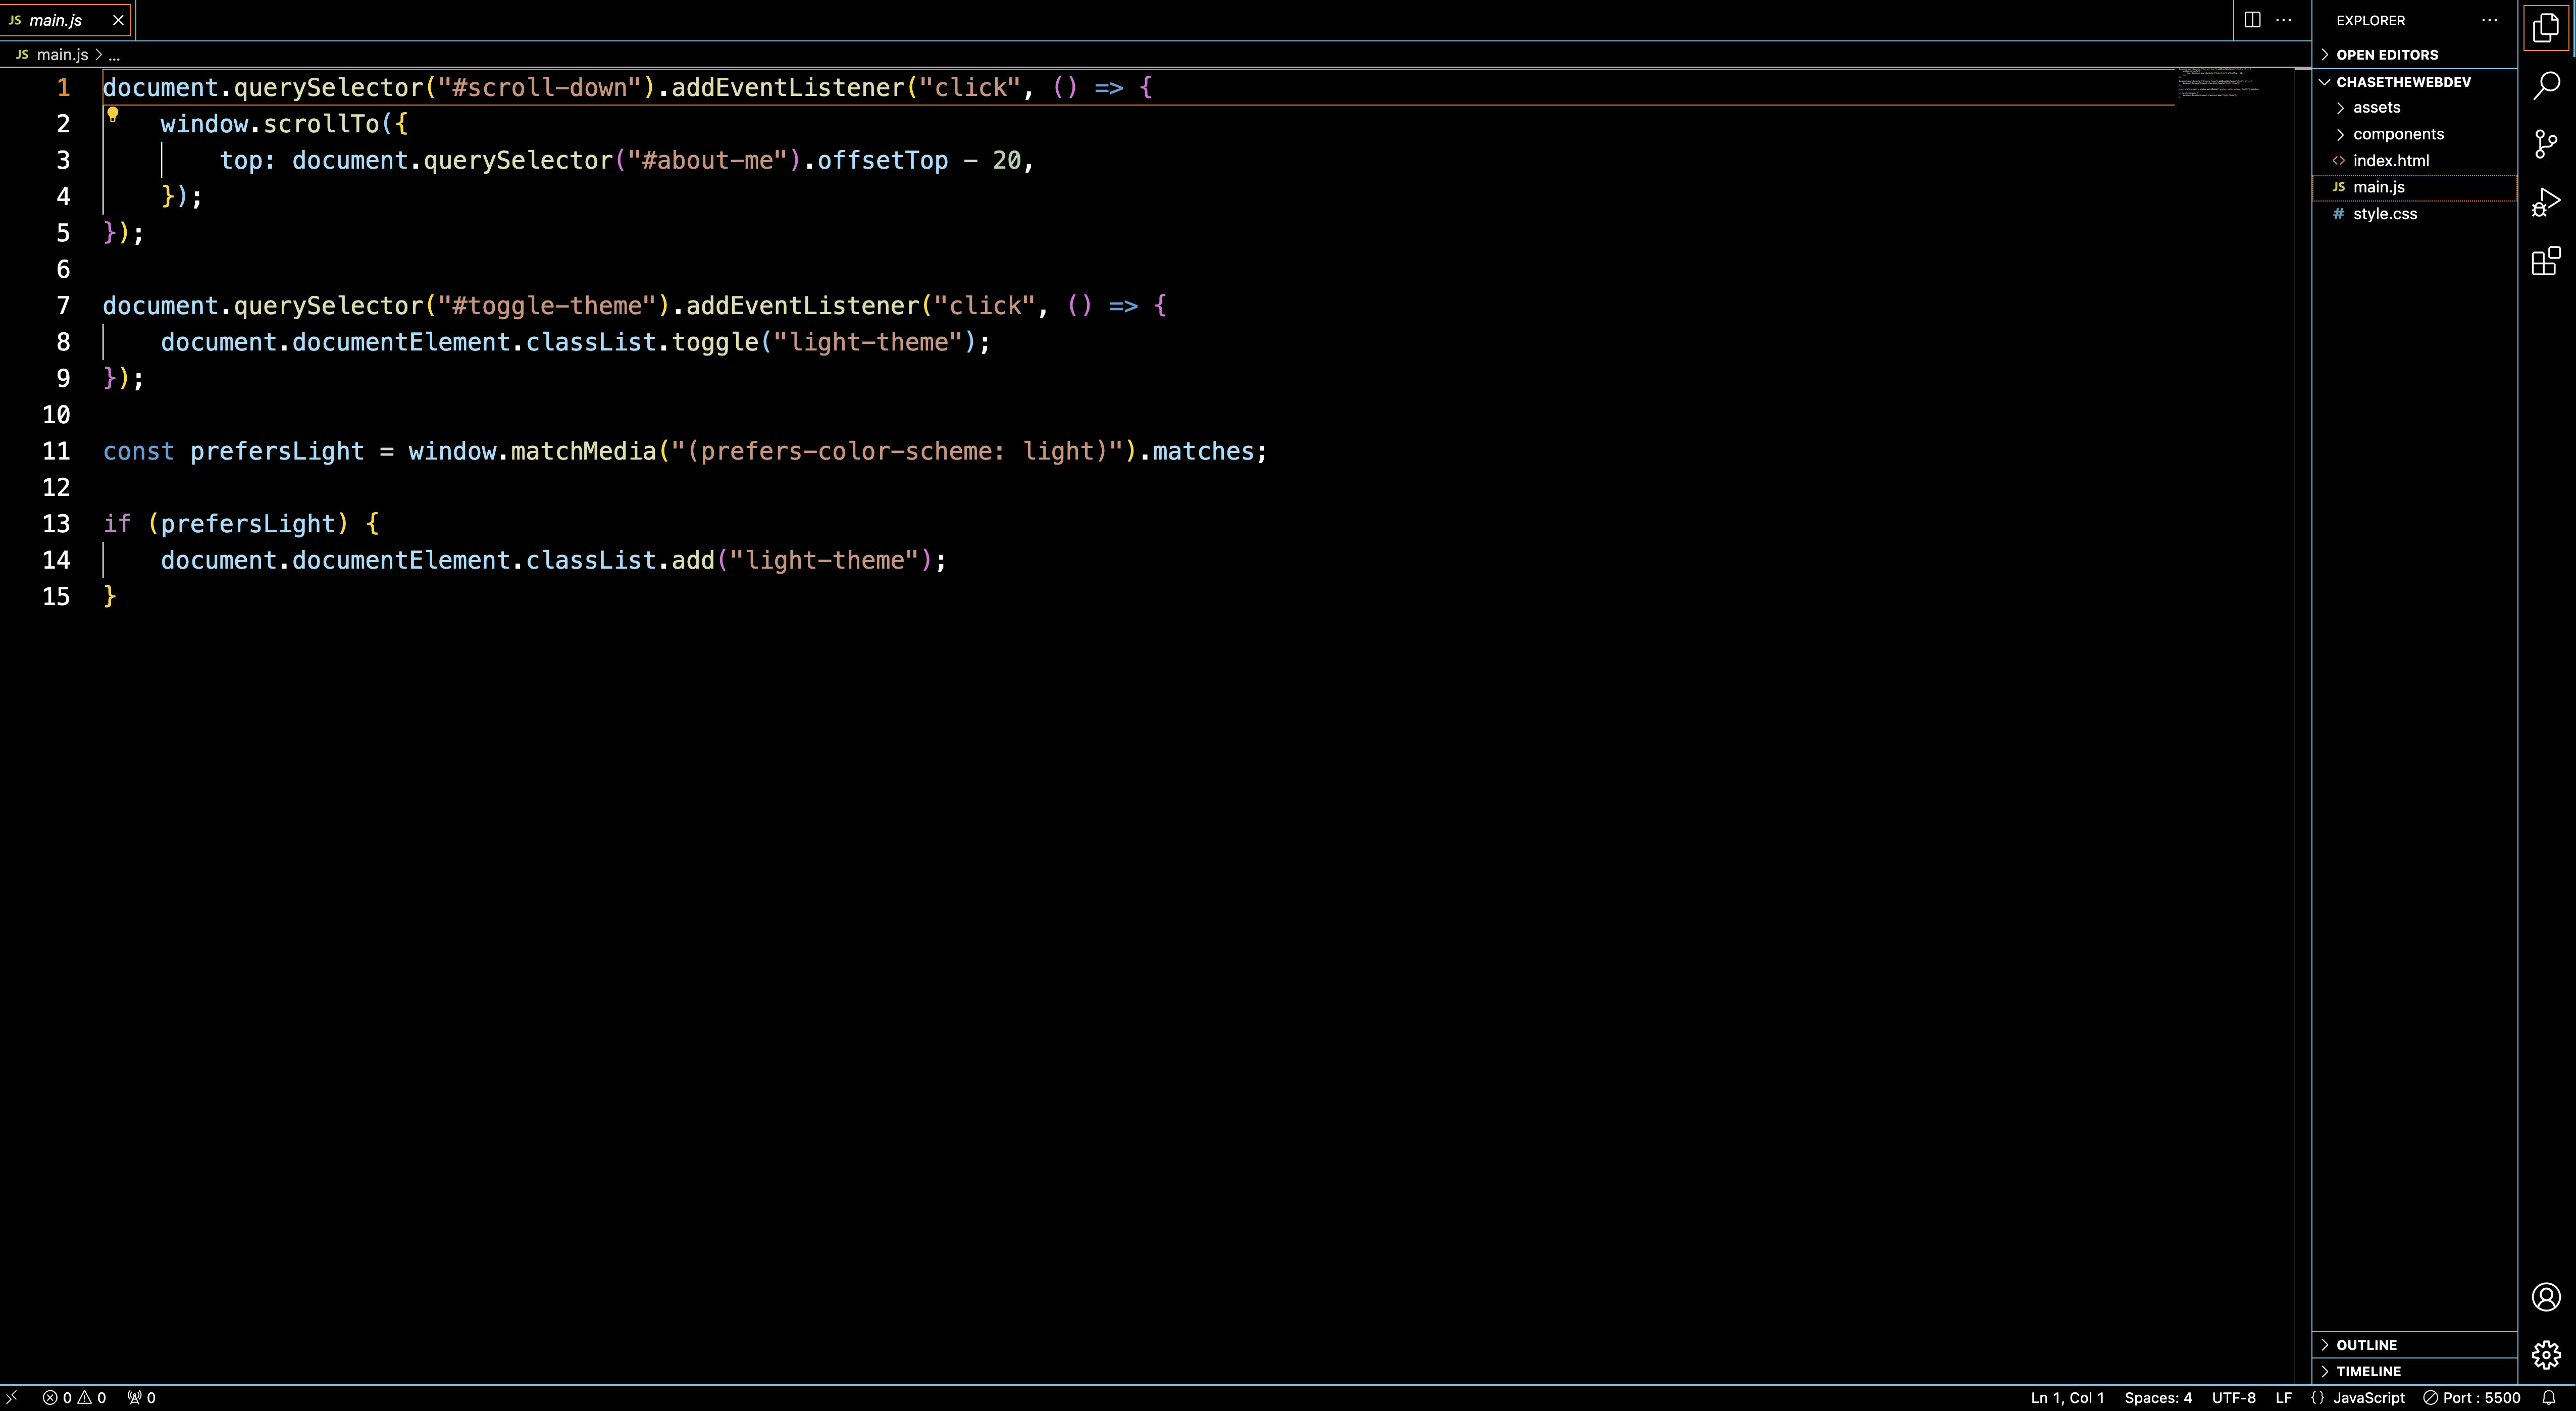 JS main.js
JS main.js > ...
1 document.querySelector("#scroll-down").addEventListener("click", () => {
2     window.scrollTo({
3         top: document.querySelector("#about-me").offsetTop - 20,
4     });
5 });
6
7 document.querySelector("#toggle-theme").addEventListener("click", () => {
8     document.documentElement.classList.toggle("light-theme");
9 });
10
11 const prefersLight = window.matchMedia("(prefers-color-scheme: light)").matches;
12
13 if (prefersLight) {
14     document.documentElement.classList.add("light-theme");
15 }
EXPLORER
OPEN EDITORS
CHASETHEWEBDEV
assets
components
<> index.html
JS main.js
# style.css
OUTLINE
TIMELINE
0 0 0
Ln 1, Col 1 Spaces: 4 UTF-8 LF {} JavaScript Port : 5500